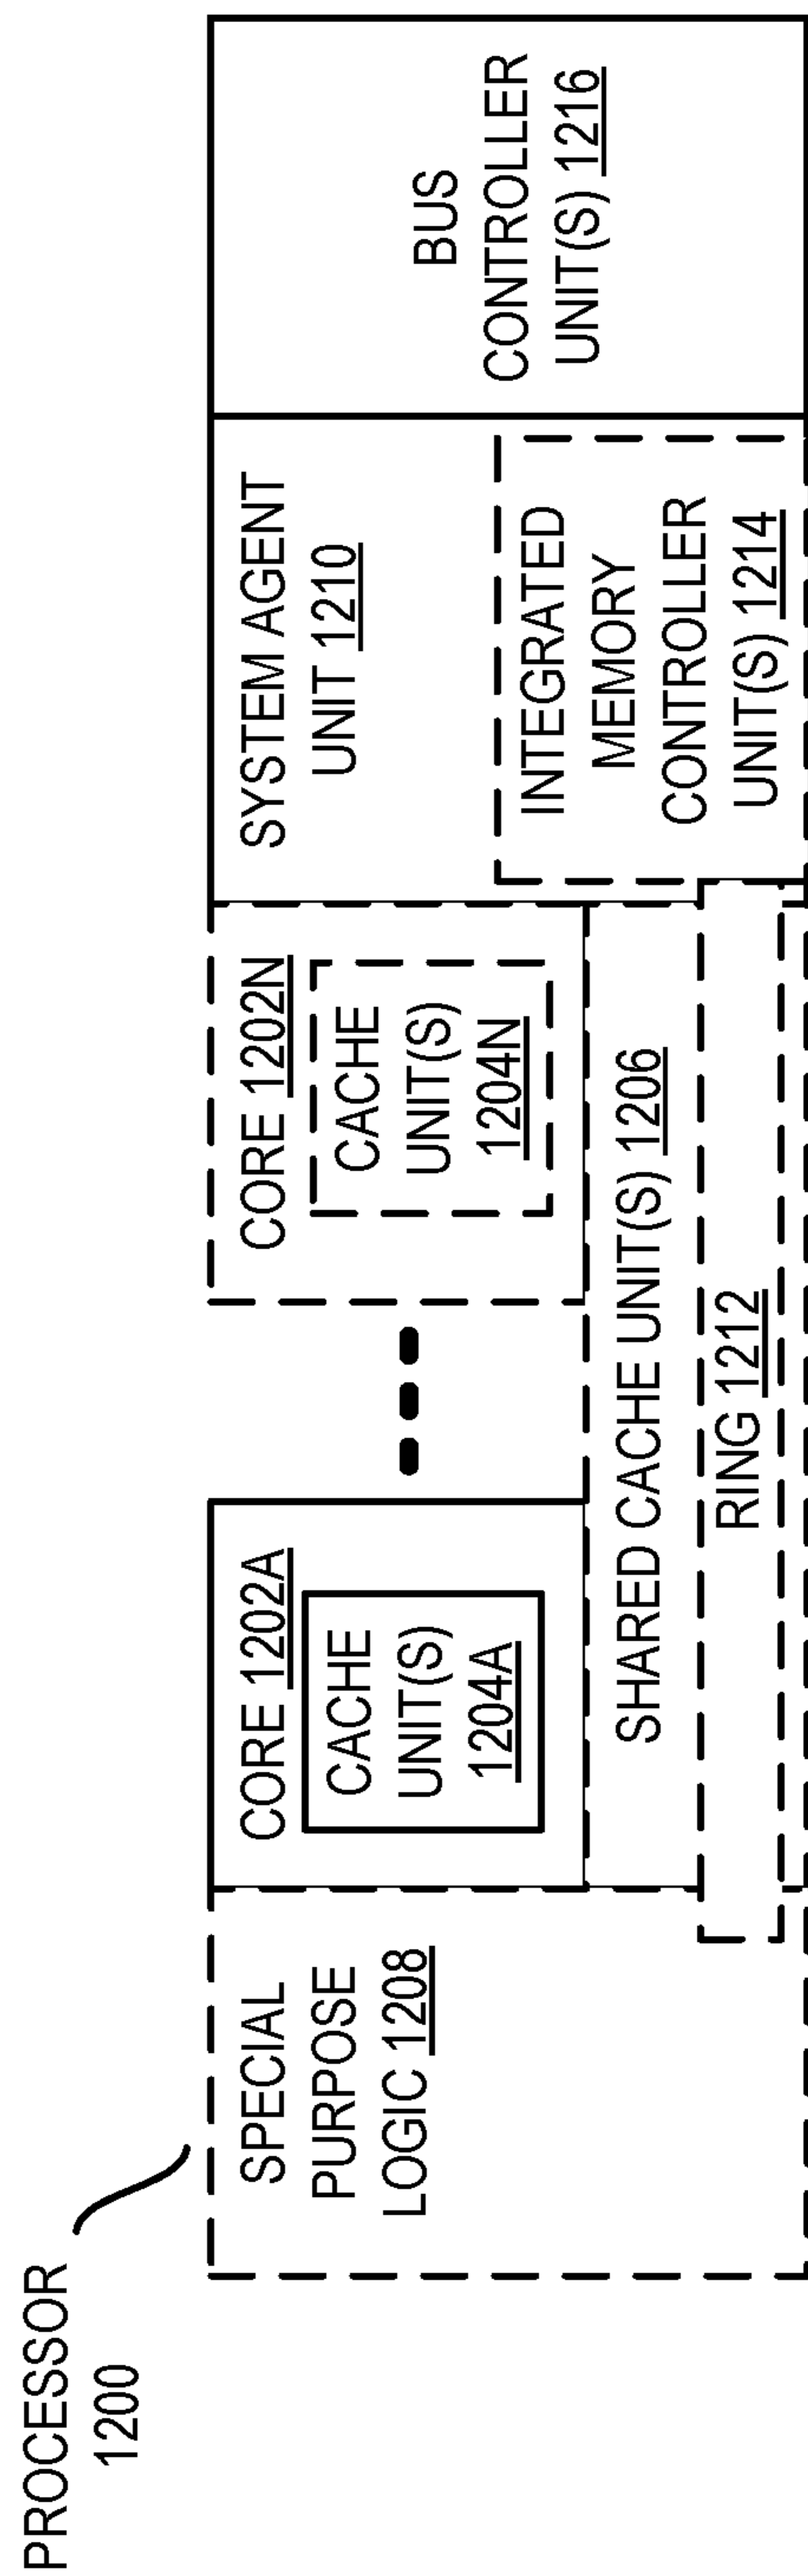 PROCESSOR
1200
SPECIAL
PURPOSE
LOGIC 1208
CORE 1202A
CACHE
UNIT(S)
1204A
CORE 1202N
CACHE
UNIT(S)
1204N
SHARED CACHE UNIT(S) 1206
RING 1212
SYSTEM AGENT
UNIT 1210
INTEGRATED
MEMORY
CONTROLLER
UNIT(S) 1214
BUS
CONTROLLER
UNIT(S) 1216